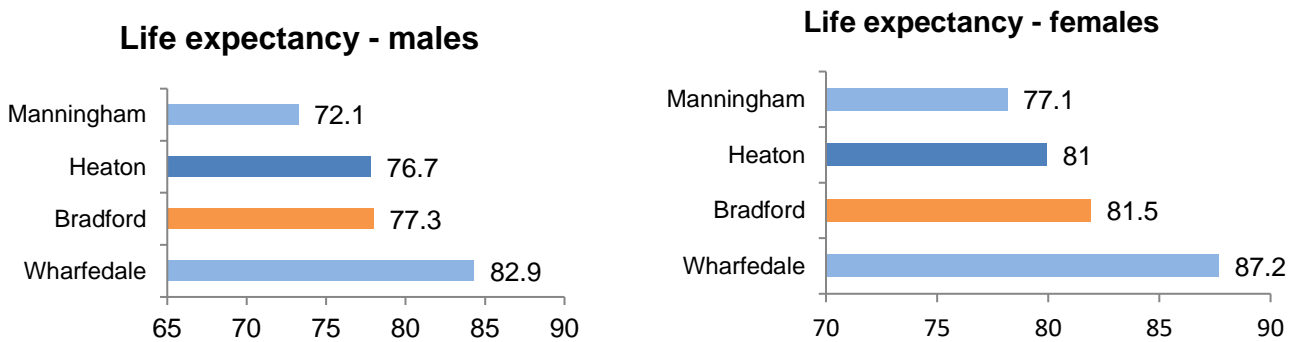 Life expectancy - males
Manningham 72.1
Heaton 76.7
Bradford 77.3
Wharfedale 82.9
65 70 75 80 85 90
Life expectancy - females
Manningham 77.1
Heaton 81
Bradford 81.5
Wharfedale 87.2
70 75 80 85 90